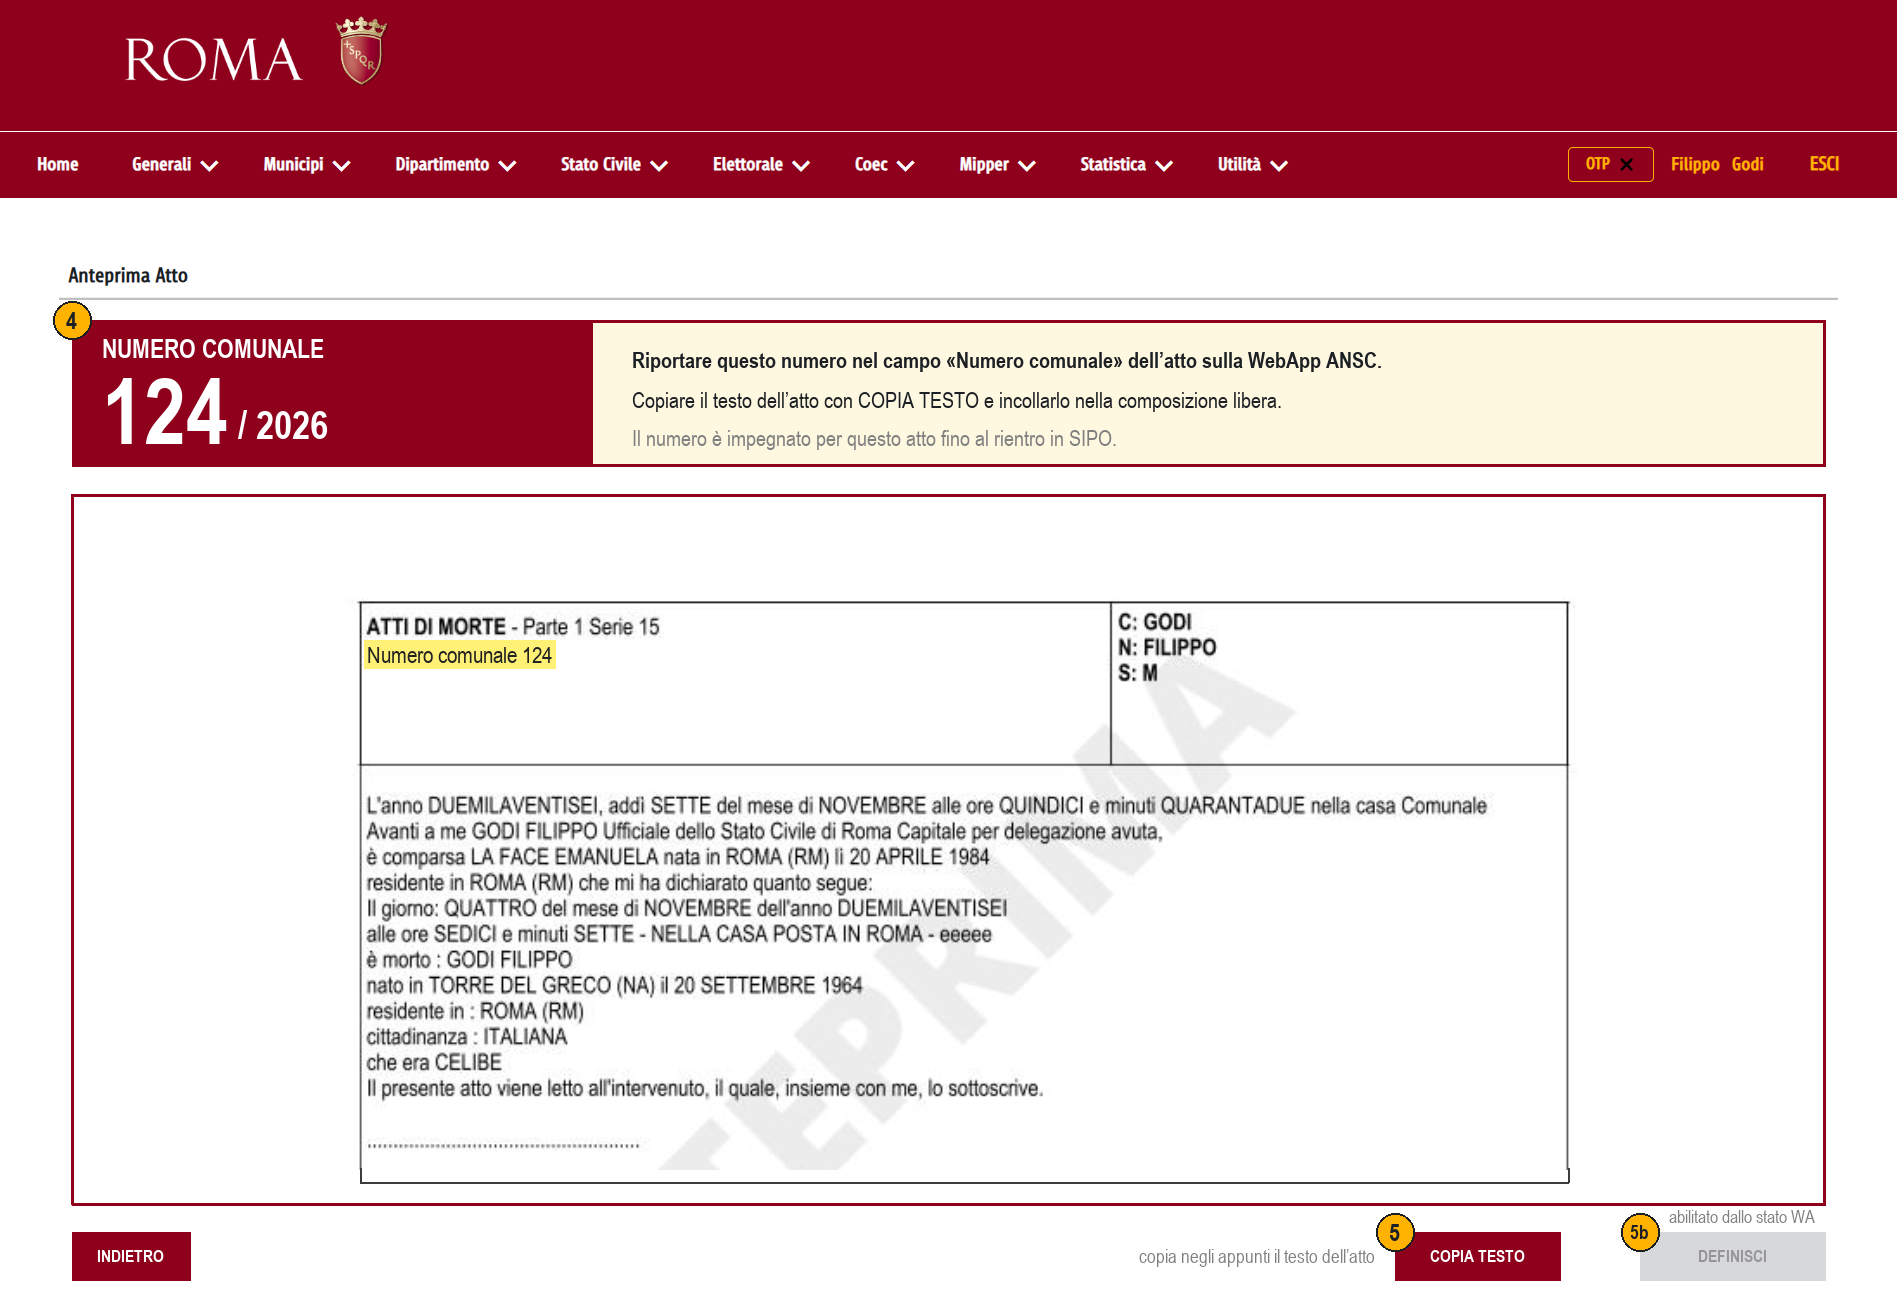 ROMA
SPQR
Home Generali Municipi Dipartimento Stato Civile Elettorale Coec Mipper Statistica Utilità OTP Filippo Godi ESCI
Anteprima Atto
4
NUMERO COMUNALE
124 / 2026
Riportare questo numero nel campo «Numero comunale» dell'atto sulla WebApp ANSC.
Copiare il testo dell'atto con COPIA TESTO e incollarlo nella composizione libera.
Il numero è impegnato per questo atto fino al rientro in SIPO.
ATTI DI MORTE - Parte 1 Serie 15
Numero comunale 124
C: GODI
N: FILIPPO
S: M
L'anno DUEMILAVENTISEI, addì SETTE del mese di NOVEMBRE alle ore QUINDICI e minuti QUARANTADUE nella casa Comunale
Avanti a me GODI FILIPPO Ufficiale dello Stato Civile di Roma Capitale per delegazione avuta,
è comparsa LA FACE EMANUELA nata in ROMA (RM) lì 20 APRILE 1984
residente in ROMA (RM) che mi ha dichiarato quanto segue:
Il giorno: QUATTRO del mese di NOVEMBRE dell'anno DUEMILAVENTISEI
alle ore SEDICI e minuti SETTE - NELLA CASA POSTA IN ROMA - eeeee
è morto : GODI FILIPPO
nato in TORRE DEL GRECO (NA) il 20 SETTEMBRE 1964
residente in : ROMA (RM)
cittadinanza : ITALIANA
che era CELIBE
Il presente atto viene letto all'intervenuto, il quale, insieme con me, lo sottoscrive.
....................................................
TEPRIMA
abilitato dallo stato WA
INDIETRO
copia negli appunti il testo dell'atto
5
COPIA TESTO
5b
DEFINISCI